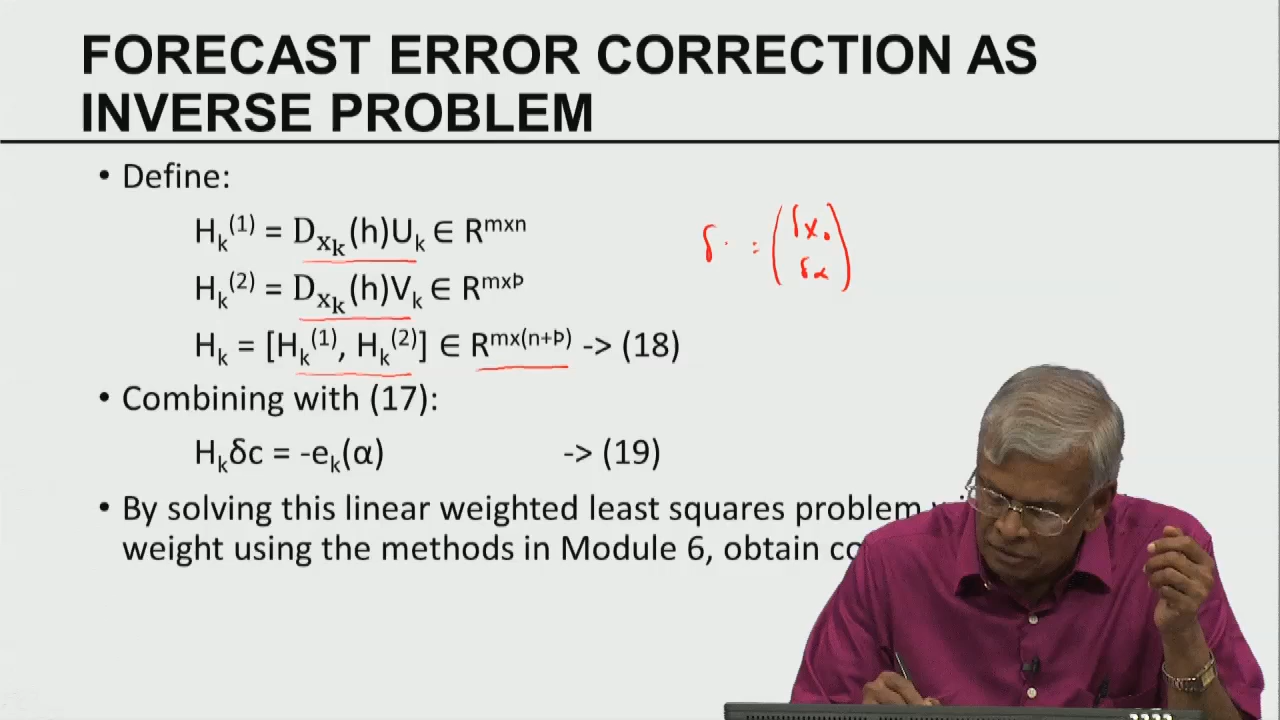 FORECAST ERROR CORRECTION AS
INVERSE PROBLEM
• Define:
Hₖ⁽¹⁾ = Dₓₖ(h)Uₖ ∈ Rᵐˣⁿ
Hₖ⁽²⁾ = Dₓₖ(h)Vₖ ∈ Rᵐˣᶥ
Hₖ = [Hₖ⁽¹⁾, Hₖ⁽²⁾] ∈ R^mx(n+Þ) -> (18)
δ = (δx₀
δα)
• Combining with (17):
Hₖδc = -eₖ(α) -> (19)
• By solving this linear weighted least squares problem
weight using the methods in Module 6, obtain